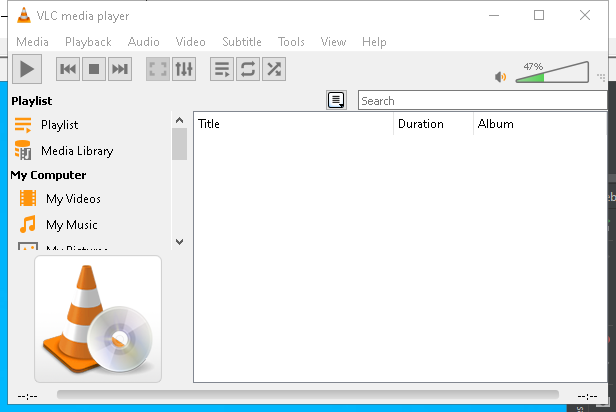 VLC media player
Media Playback Audio Video Subtitle Tools View Help
47%
Playlist
Search
Playlist
Title Duration Album
Media Library
My Computer
My Videos
My Music
My Pictures
--:-- --:--